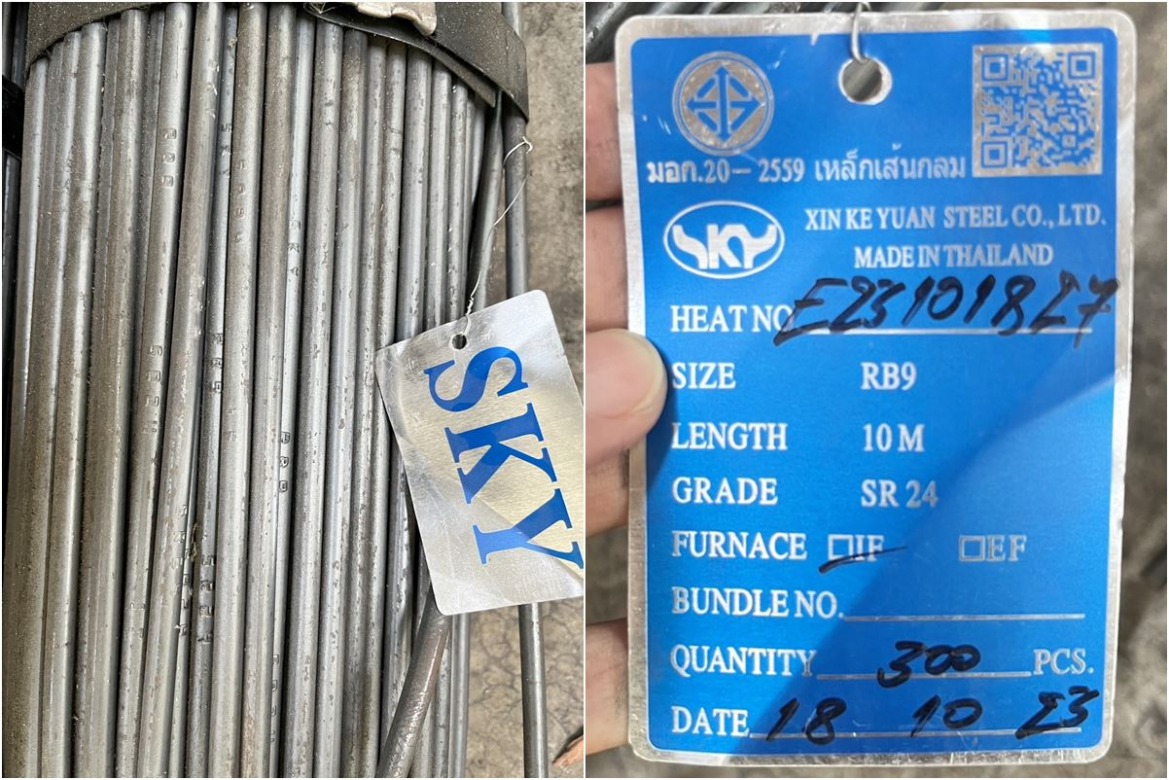 SKY
มอก.20-2559 เหล็กเส้นกลม
SKY
XIN KE YUAN STEEL CO.,LTD.
MADE IN THAILAND
HEAT NO.
SIZE RB9
LENGTH 10 M
GRADE SR 24
FURNACE □IF □EF
BUNDLE NO.
QUANTITY 300 PCS.
DATE 18 10 23